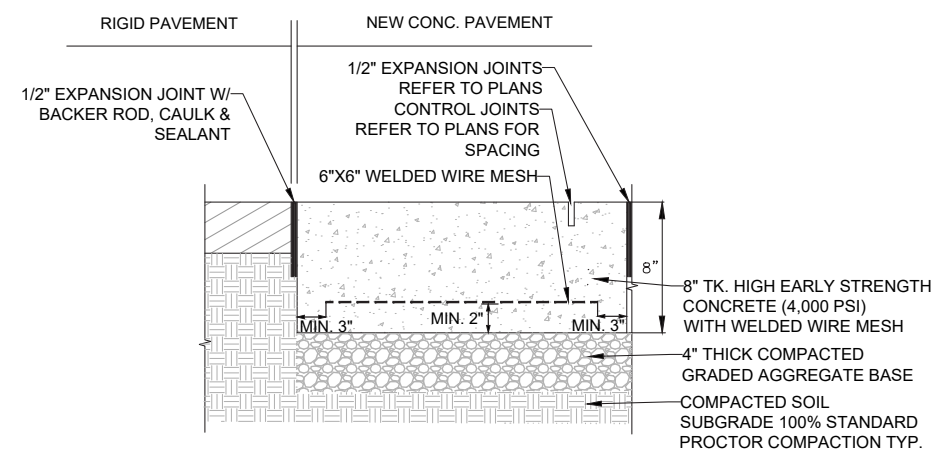 RIGID PAVEMENT
NEW CONC. PAVEMENT
1/2" EXPANSION JOINT W/
BACKER ROD, CAULK &
SEALANT
1/2" EXPANSION JOINTS
REFER TO PLANS
CONTROL JOINTS
REFER TO PLANS FOR
SPACING
6"X6" WELDED WIRE MESH
8"
MIN. 3"
MIN. 2"
MIN. 3"
8" TK. HIGH EARLY STRENGTH
CONCRETE (4,000 PSI)
WITH WELDED WIRE MESH
4" THICK COMPACTED
GRADED AGGREGATE BASE
COMPACTED SOIL
SUBGRADE 100% STANDARD
PROCTOR COMPACTION TYP.